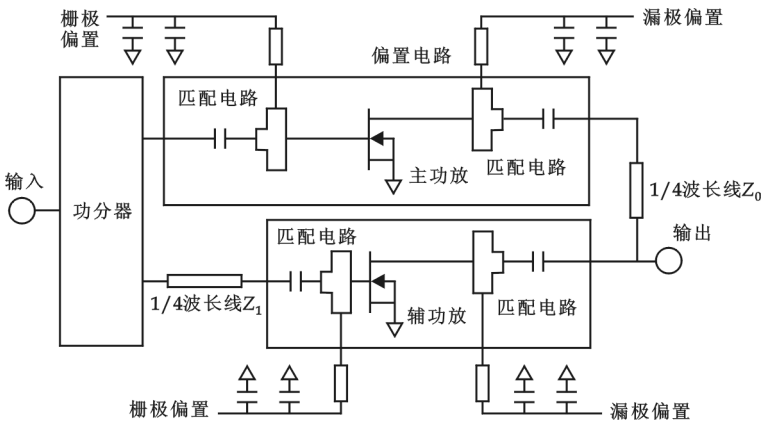 栅极
偏置
漏极偏置
偏置电路
匹配电路
主功放
匹配电路
输入
功分器
1/4波长线Z₀
输出
匹配电路
1/4波长线Z₁
辅功放
匹配电路
栅极偏置
漏极偏置